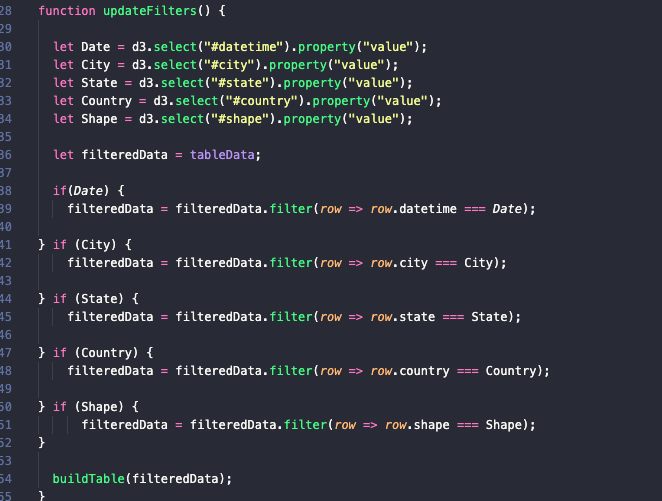 28 function updateFilters() {
29
30 let Date = d3.select("#datetime").property("value");
31 let City = d3.select("#city").property("value");
32 let State = d3.select("#state").property("value");
33 let Country = d3.select("#country").property("value");
34 let Shape = d3.select("#shape").property("value");
35
36 let filteredData = tableData;
37
38 if(Date) {
39 filteredData = filteredData.filter(row => row.datetime === Date);
40
41 } if (City) {
42 filteredData = filteredData.filter(row => row.city === City);
43
44 } if (State) {
45 filteredData = filteredData.filter(row => row.state === State);
46
47 } if (Country) {
48 filteredData = filteredData.filter(row => row.country === Country);
49
50 } if (Shape) {
51 filteredData = filteredData.filter(row => row.shape === Shape);
52 }
53
54 buildTable(filteredData);
55 }